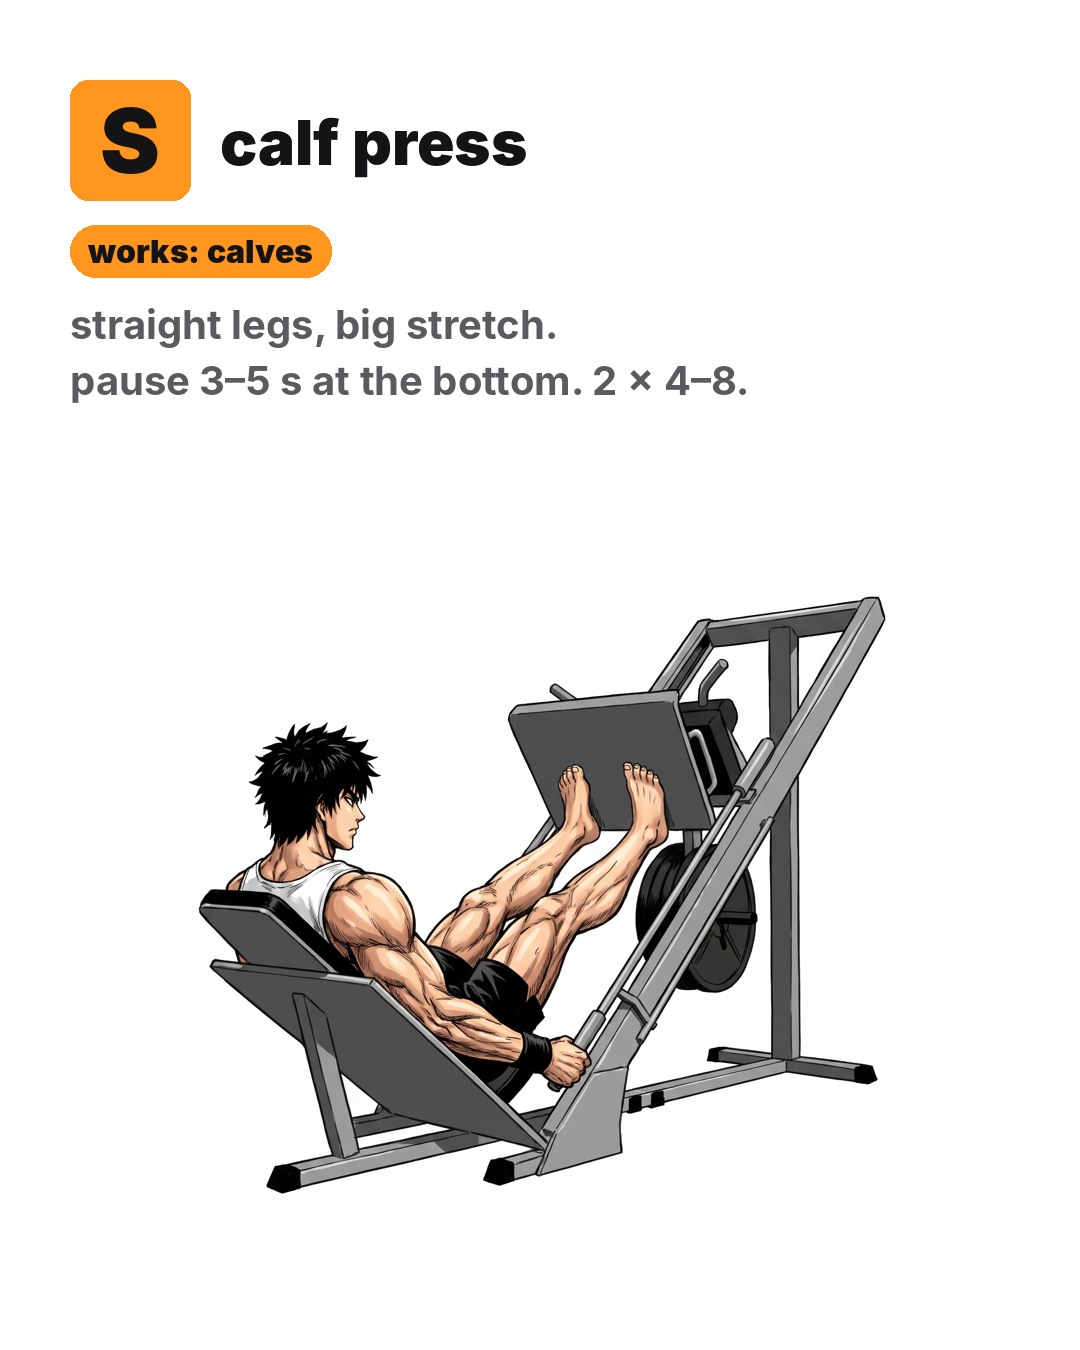 S
calf press
works: calves
straight legs, big stretch.
pause 3–5 s at the bottom. 2 × 4–8.